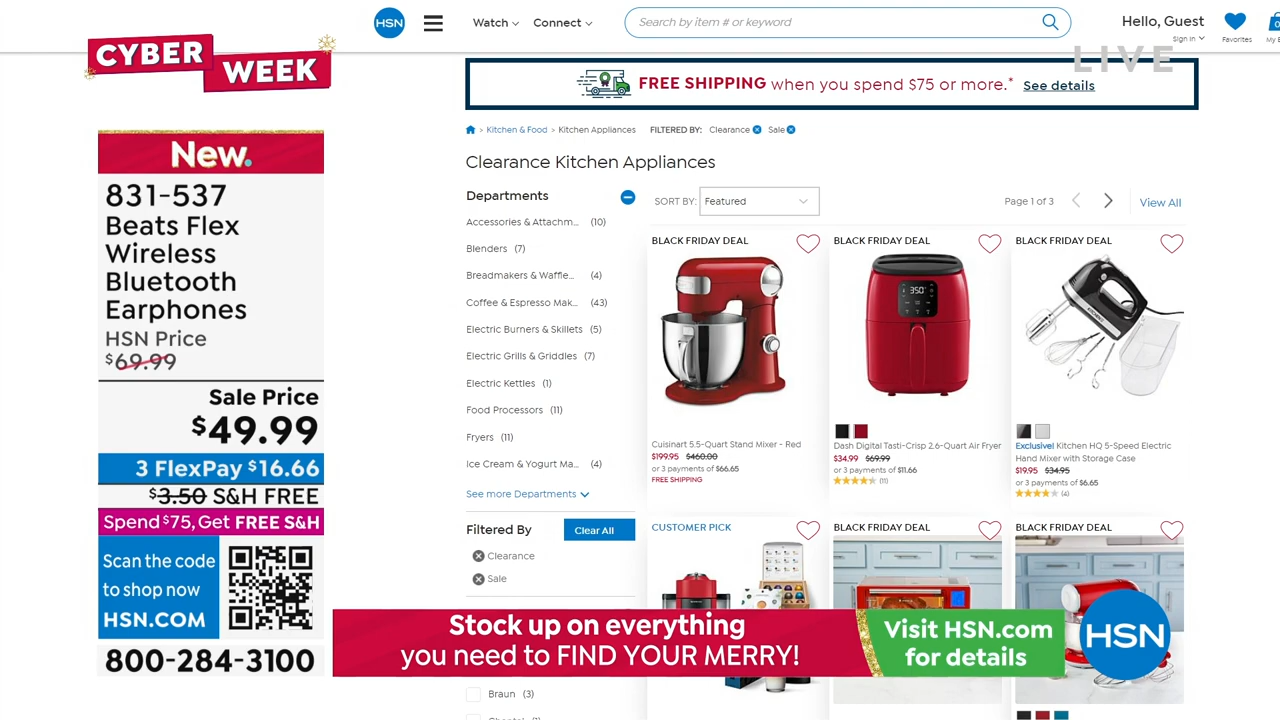 HSN
Watch
Connect
Search by item # or keyword
Hello, Guest
Sign In
Favorites
0
LIVE
CYBER
WEEK
FREE SHIPPING when you spend $75 or more.* See details
> Kitchen & Food > Kitchen Appliances FILTERED BY: Clearance Sale
Clearance Kitchen Appliances
New.
831-537
Beats Flex
Wireless
Bluetooth
Earphones
HSN Price
$69.99
Sale Price
$49.99
3 FlexPay $16.66
$3.50 S&H FREE
Spend $75, Get FREE S&H
Scan the code
to shop now
HSN.COM
800-284-3100
Departments
Accessories & Attachm... (10)
Blenders (7)
Breadmakers & Waffle... (4)
Coffee & Espresso Mak... (43)
Electric Burners & Skillets (5)
Electric Grills & Griddles (7)
Electric Kettles (1)
Food Processors (11)
Fryers (11)
Ice Cream & Yogurt Ma... (4)
See more Departments
Filtered By
Clear All
Clearance
Sale
Braun (3)
SORT BY: Featured
Page 1 of 3
View All
BLACK FRIDAY DEAL
Cuisinart 5.5-Quart Stand Mixer - Red
$199.95 $460.00
or 3 payments of $66.65
FREE SHIPPING
BLACK FRIDAY DEAL
350°
Dash Digital Tasti-Crisp 2.6-Quart Air Fryer
$34.99 $69.99
or 3 payments of $11.66
(11)
BLACK FRIDAY DEAL
Exclusive! Kitchen HQ 5-Speed Electric
Hand Mixer with Storage Case
$19.95 $34.95
or 3 payments of $6.65
(4)
CUSTOMER PICK
BLACK FRIDAY DEAL
BLACK FRIDAY DEAL
Stock up on everything
you need to FIND YOUR MERRY!
Visit HSN.com
for details
HSN